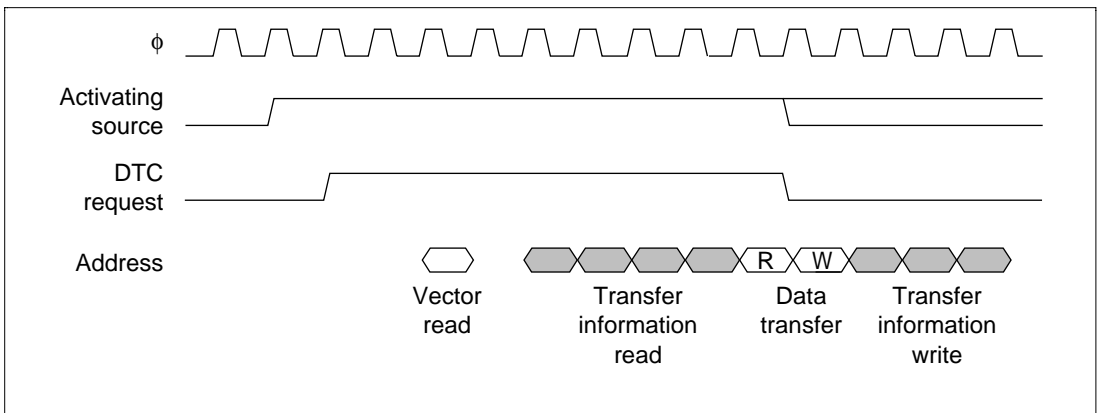 φ
Activating
source
DTC
request
Address
R
W
Vector
read
Transfer
information
read
Data
transfer
Transfer
information
write